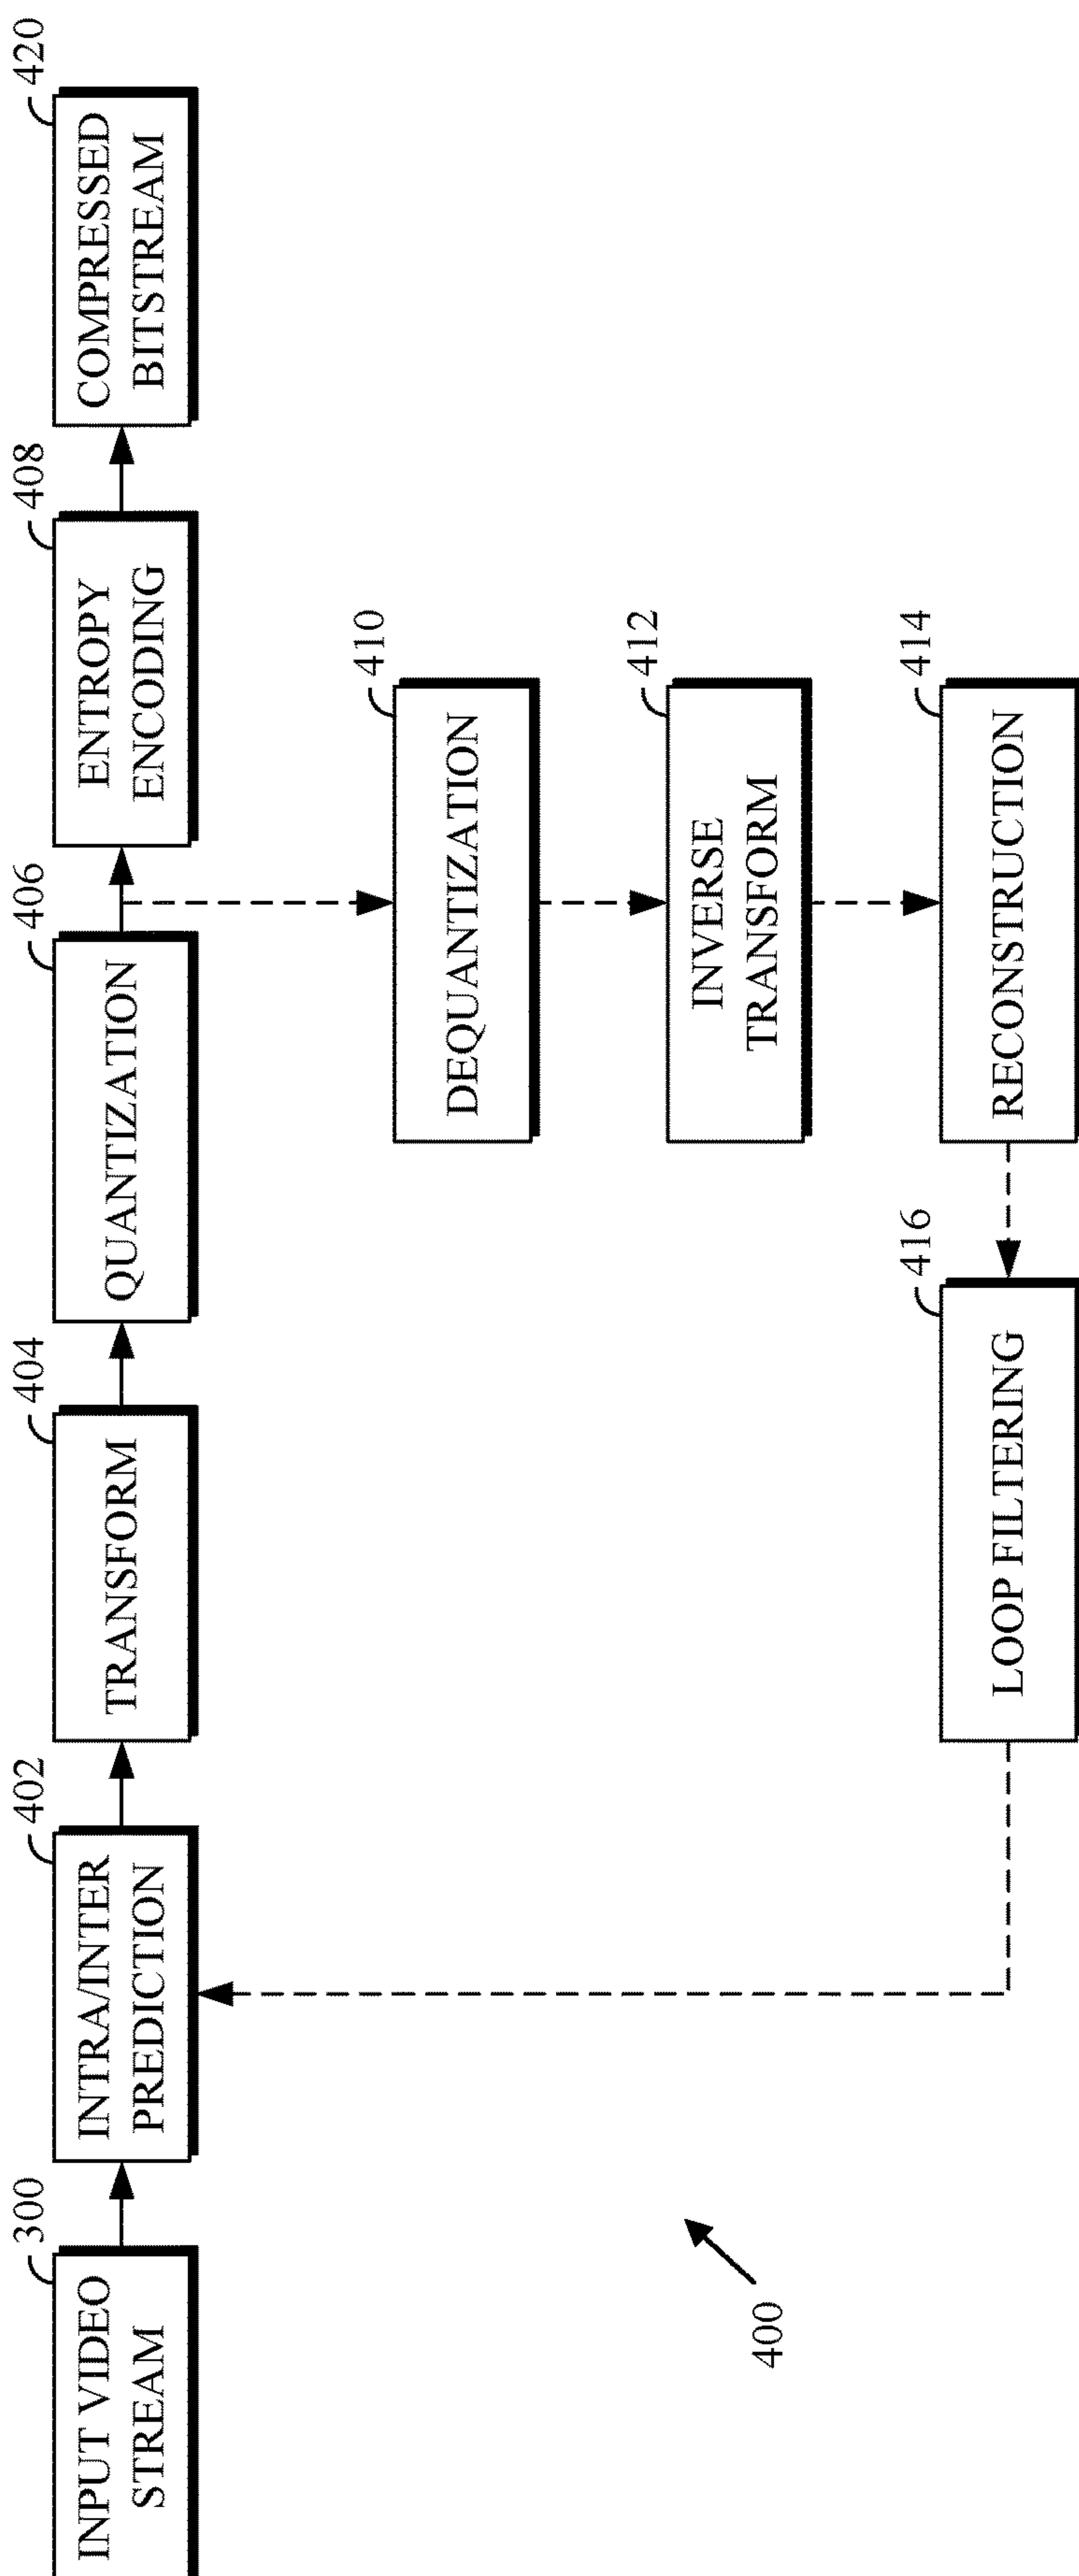 300
INPUT VIDEO
STREAM
402
INTRA/INTER
PREDICTION
404
TRANSFORM
406
QUANTIZATION
408
ENTROPY
ENCODING
420
COMPRESSED
BITSTREAM
410
DEQUANTIZATION
412
INVERSE
TRANSFORM
414
RECONSTRUCTION
416
LOOP FILTERING
400